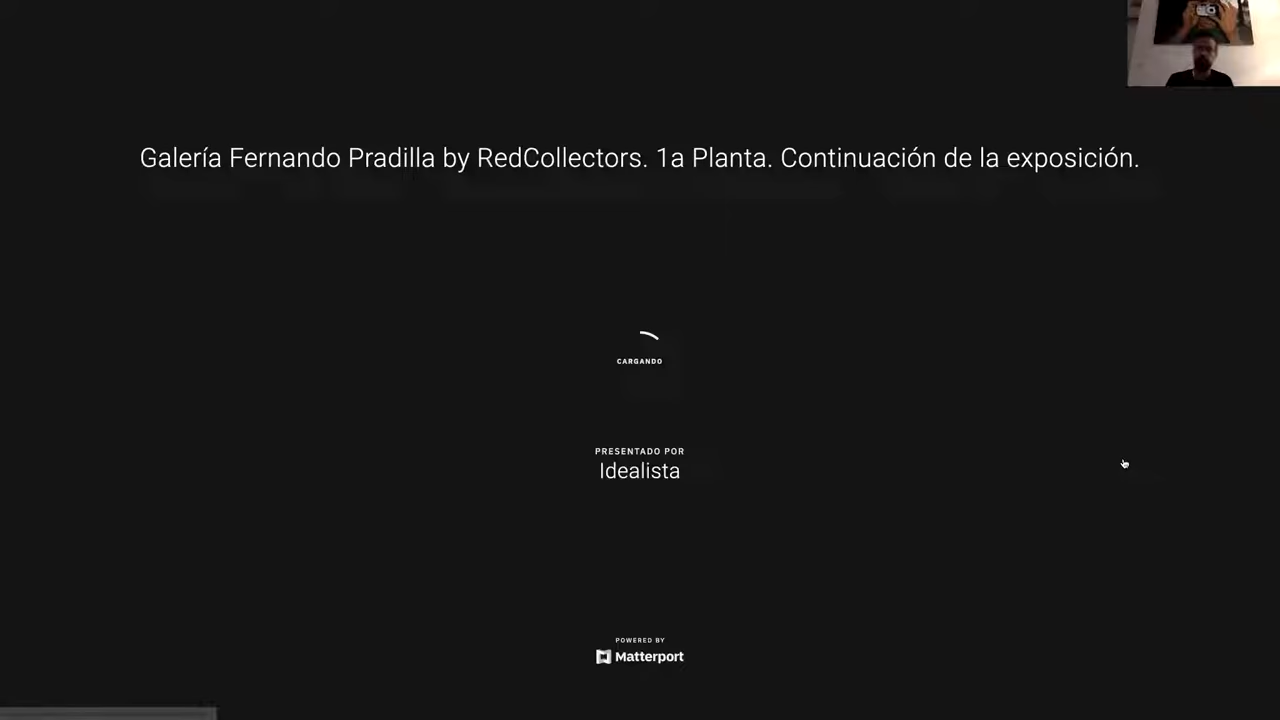 Galería Fernando Pradilla by RedCollectors. 1a Planta. Continuación de la exposición.
CARGANDO
PRESENTADO POR
Idealista
POWERED BY
Matterport